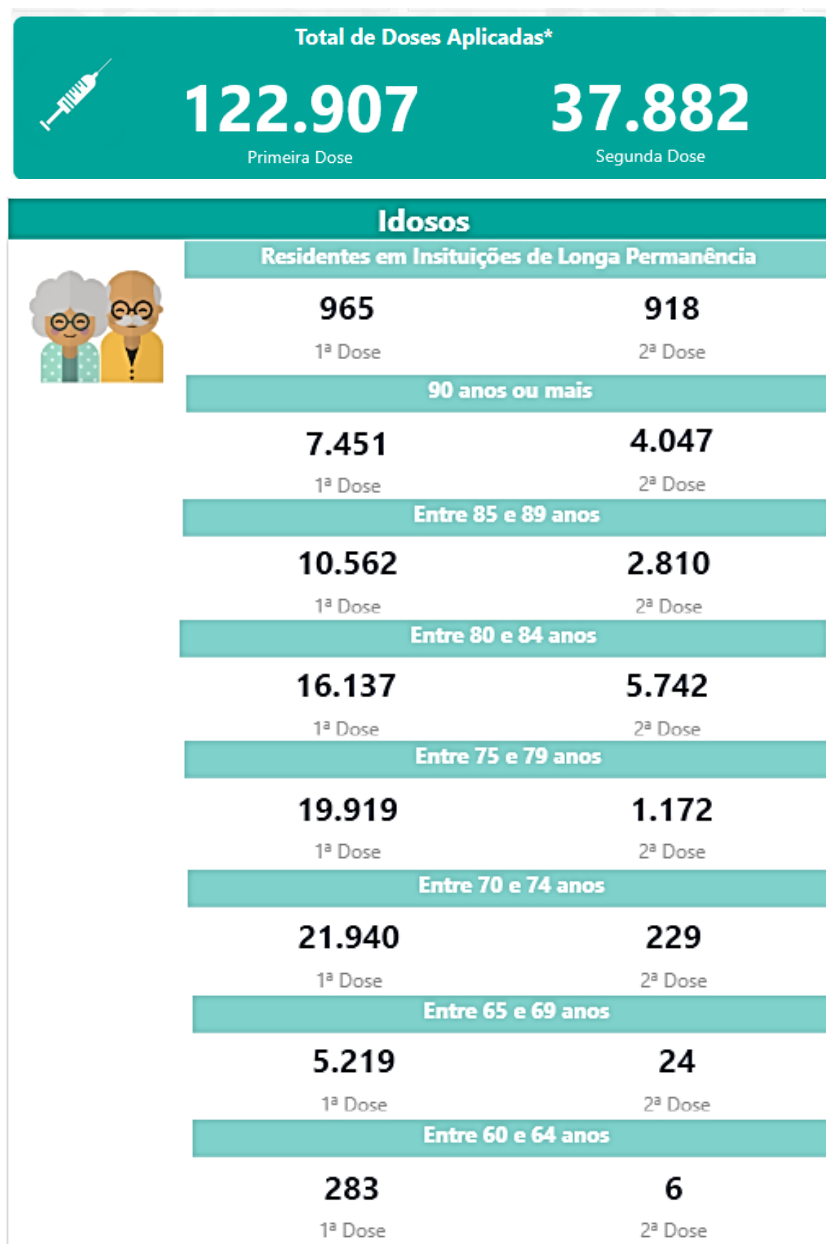 Total de Doses Aplicadas*
122.907 37.882
Primeira Dose Segunda Dose
Idosos
Residentes em Insituições de Longa Permanência
965 918
1ª Dose 2ª Dose
90 anos ou mais
7.451 4.047
1ª Dose 2ª Dose
Entre 85 e 89 anos
10.562 2.810
1ª Dose 2ª Dose
Entre 80 e 84 anos
16.137 5.742
1ª Dose 2ª Dose
Entre 75 e 79 anos
19.919 1.172
1ª Dose 2ª Dose
Entre 70 e 74 anos
21.940 229
1ª Dose 2ª Dose
Entre 65 e 69 anos
5.219 24
1ª Dose 2ª Dose
Entre 60 e 64 anos
283 6
1ª Dose 2ª Dose